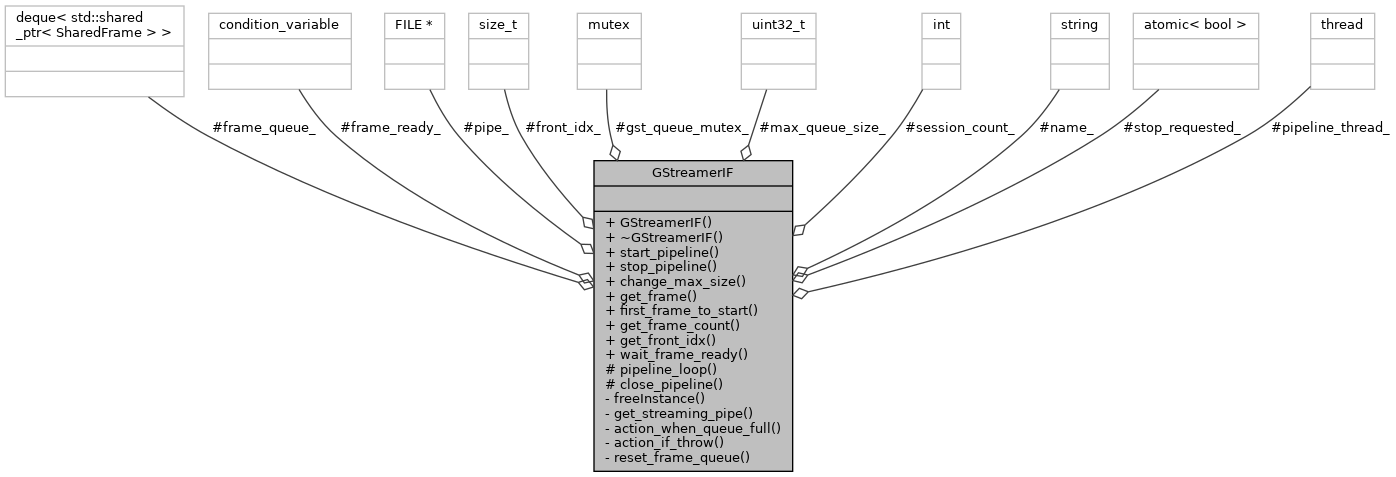 deque< std::shared
_ptr< SharedFrame > >
condition_variable
FILE *
size_t
mutex
uint32_t
int
string
atomic< bool >
thread
#frame_queue_
#frame_ready_
#pipe_
#front_idx_
#gst_queue_mutex_
#max_queue_size_
#session_count_
#name_
#stop_requested_
#pipeline_thread_
GStreamerIF
+ GStreamerIF()
+ ~GStreamerIF()
+ start_pipeline()
+ stop_pipeline()
+ change_max_size()
+ get_frame()
+ first_frame_to_start()
+ get_frame_count()
+ get_front_idx()
+ wait_frame_ready()
# pipeline_loop()
# close_pipeline()
- freeInstance()
- get_streaming_pipe()
- action_when_queue_full()
- action_if_throw()
- reset_frame_queue()